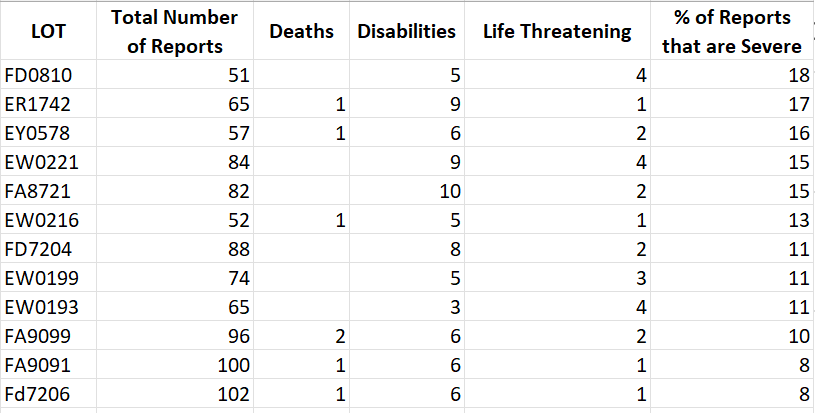 LOT Total Number of Reports Deaths Disabilities Life Threatening % of Reports that are Severe
FD0810 51 5 4 18
ER1742 65 1 9 1 17
EY0578 57 1 6 2 16
EW0221 84 9 4 15
FA8721 82 10 2 15
EW0216 52 1 5 1 13
FD7204 88 8 2 11
EW0199 74 5 3 11
EW0193 65 3 4 11
FA9099 96 2 6 2 10
FA9091 100 1 6 1 8
Fd7206 102 1 6 1 8